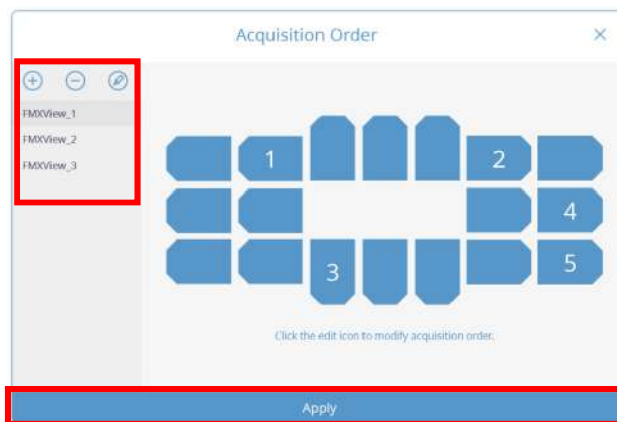 Acquisition Order
FMXView_1
FMXView_2
FMXView_3
1 2
4
3 5
Click the edit icon to modify acquisition order.
Apply